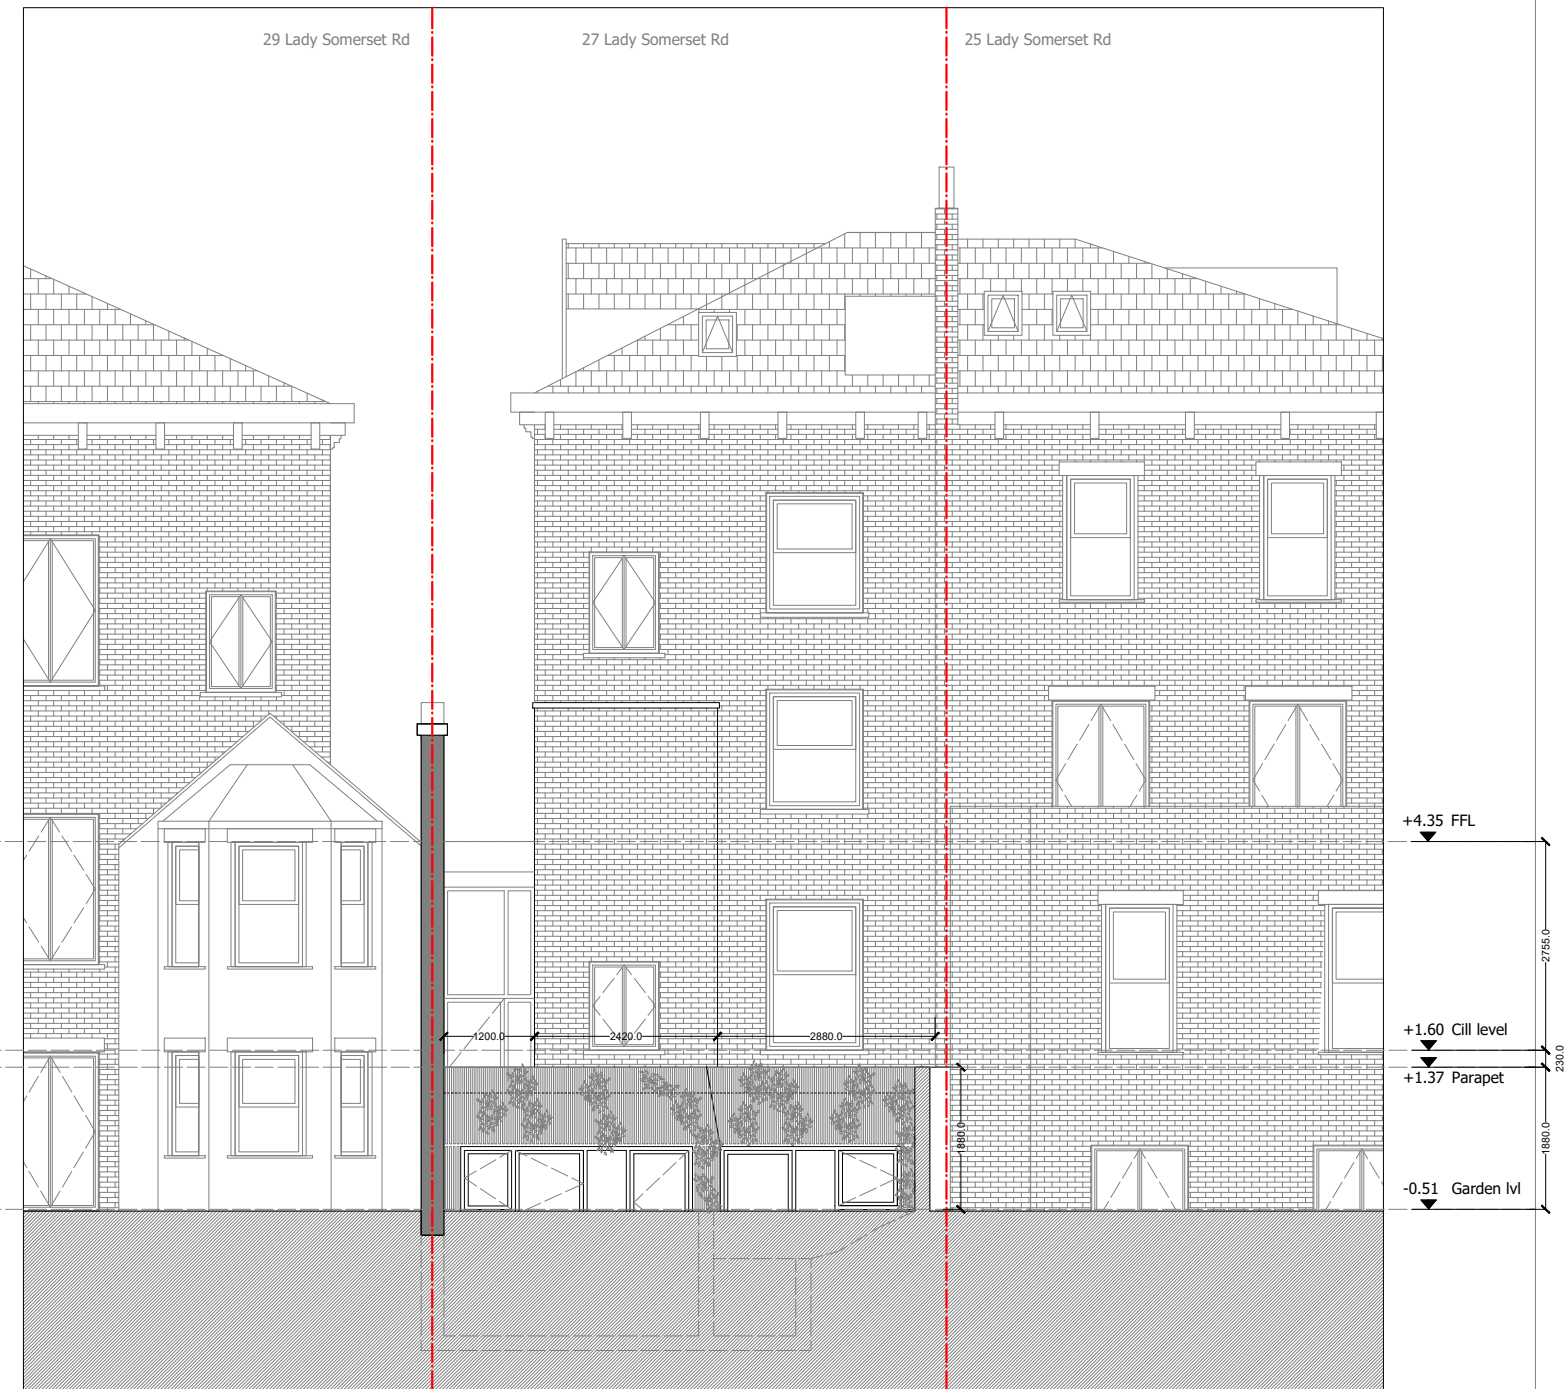 29 Lady Somerset Rd
27 Lady Somerset Rd
25 Lady Somerset Rd
+4.35 FFL
2755.0
+1.60 Cill level
1200.0
2420.0
2880.0
230.0
+1.37 Parapet
1880.0
1880.0
-0.51 Garden lvl